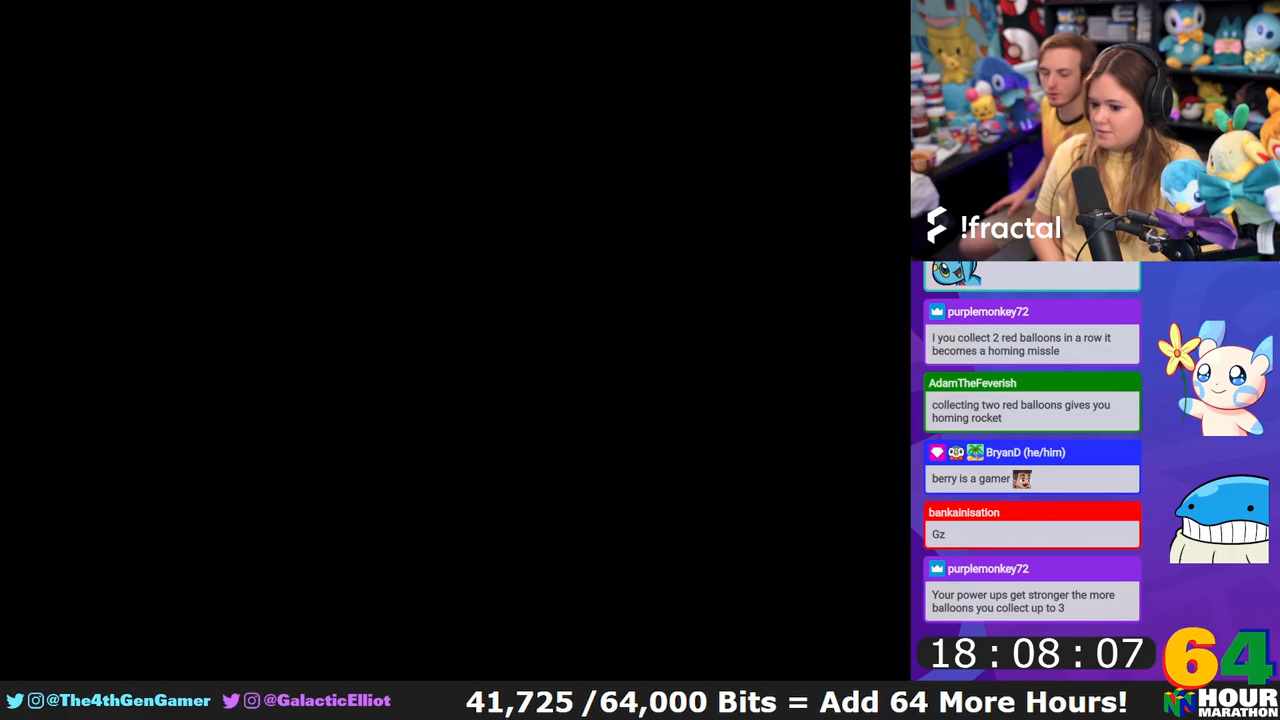 !fractal
purplemonkey72
I you collect 2 red balloons in a row it
becomes a homing missle
AdamTheFeverish
collecting two red balloons gives you
homing rocket
BryanD (he/him)
berry is a gamer
bankainisation
Gz
purplemonkey72
Your power ups get stronger the more
balloons you collect up to 3
18:08:07
64
HOUR
MARATHON
@The4thGenGamer @GalacticElliot 41,725/64,000 Bits = Add 64 More Hours!